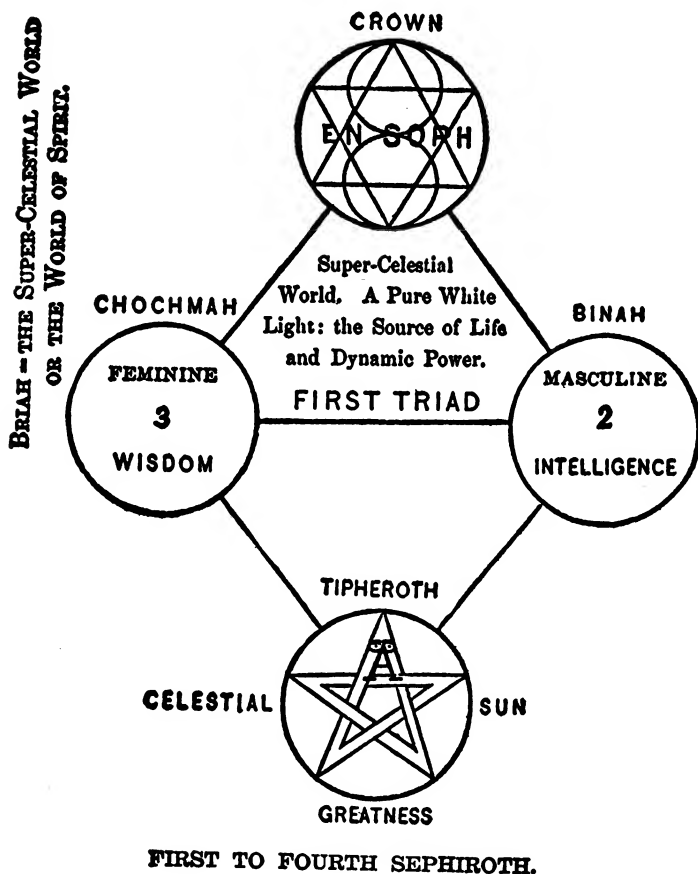 BRIAH = THE SUPER-CELESTIAL WORLD
OR THE WORLD OF SPIRIT.
CROWN
EN SOPH
Super-Celestial
World, A Pure White
Light: the Source of Life
and Dynamic Power.
FIRST TRIAD
CHOCHMAH
FEMININE
3
WISDOM
BINAH
MASCULINE
2
INTELLIGENCE
TIPHEROTH
A
CELESTIAL
SUN
GREATNESS
FIRST TO FOURTH SEPHIROTH.